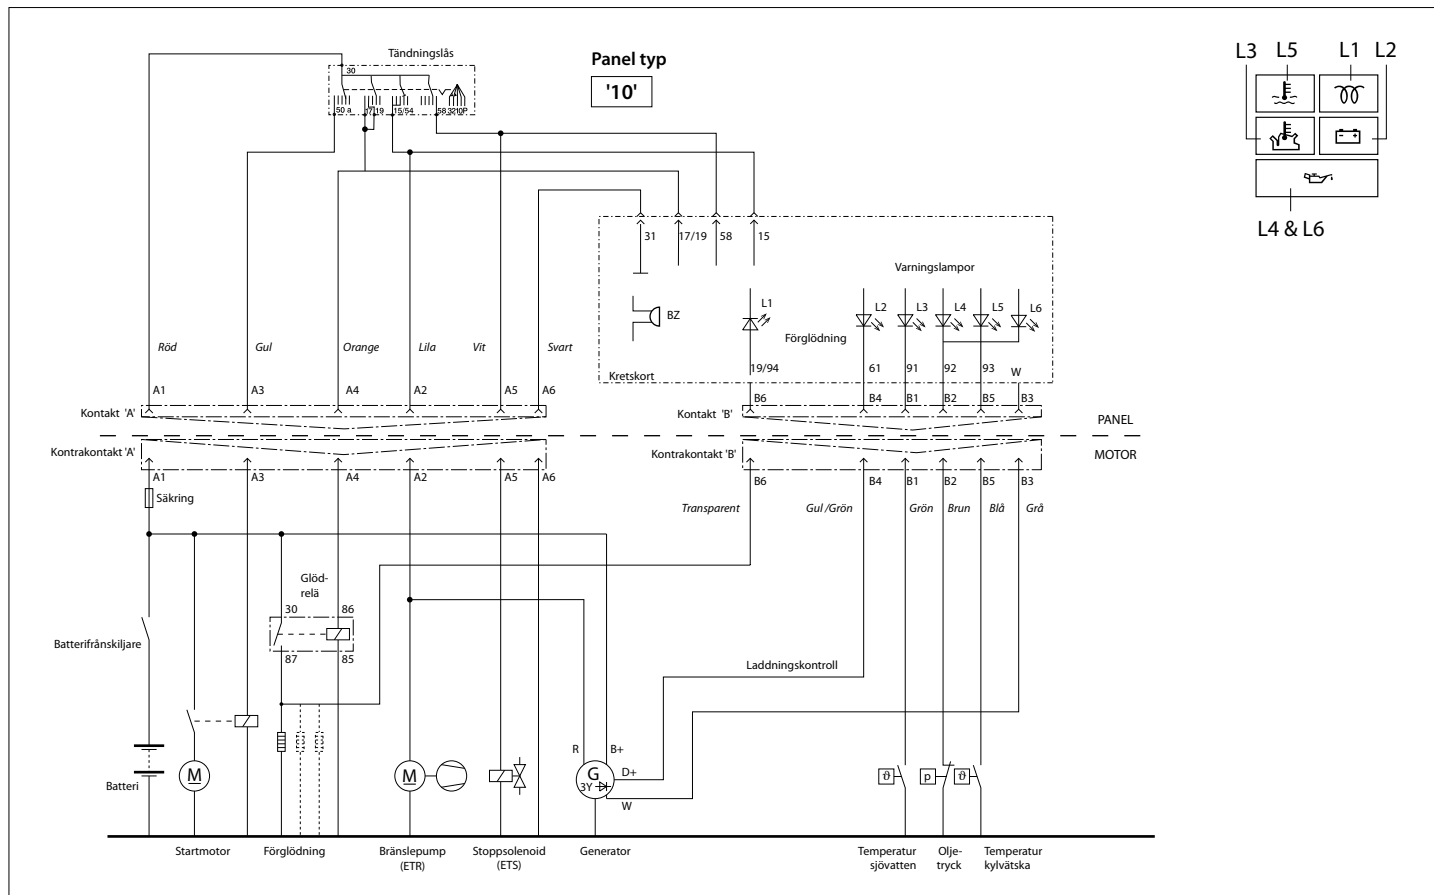 Tändningslås
Panel typ
'10'
L3 L5 L1 L2
L4 & L6
30
50 a 17 19 15/54 58 3210P
31 17/19 58 15
Varningslampor
BZ
L1 L2 L3 L4 L5 L6
Förglödning
Kretskort
19/94 61 91 92 93 W
Röd Gul Orange Lila Vit Svart
A1 A3 A4 A2 A5 A6
B6 B4 B1 B2 B5 B3
Kontakt 'A'
Kontakt 'B'
PANEL
Kontrakontakt 'A'
Kontrakontakt 'B'
MOTOR
A1 A3 A4 A2 A5 A6
B6 B4 B1 B2 B5 B3
Säkring
Transparent Gul /Grön Grön Brun Blå Grå
Glöd-
relä
30 86
87 85
Batterifrånskiljare
Laddningskontroll
R B+
D+
W
M
M
G
3Y
ϑ p ϑ
Batteri
Startmotor
Förglödning
Bränslepump
(ETR)
Stoppsolenoid
(ETS)
Generator
Temperatur
sjövatten
Olje-
tryck
Temperatur
kylvätska